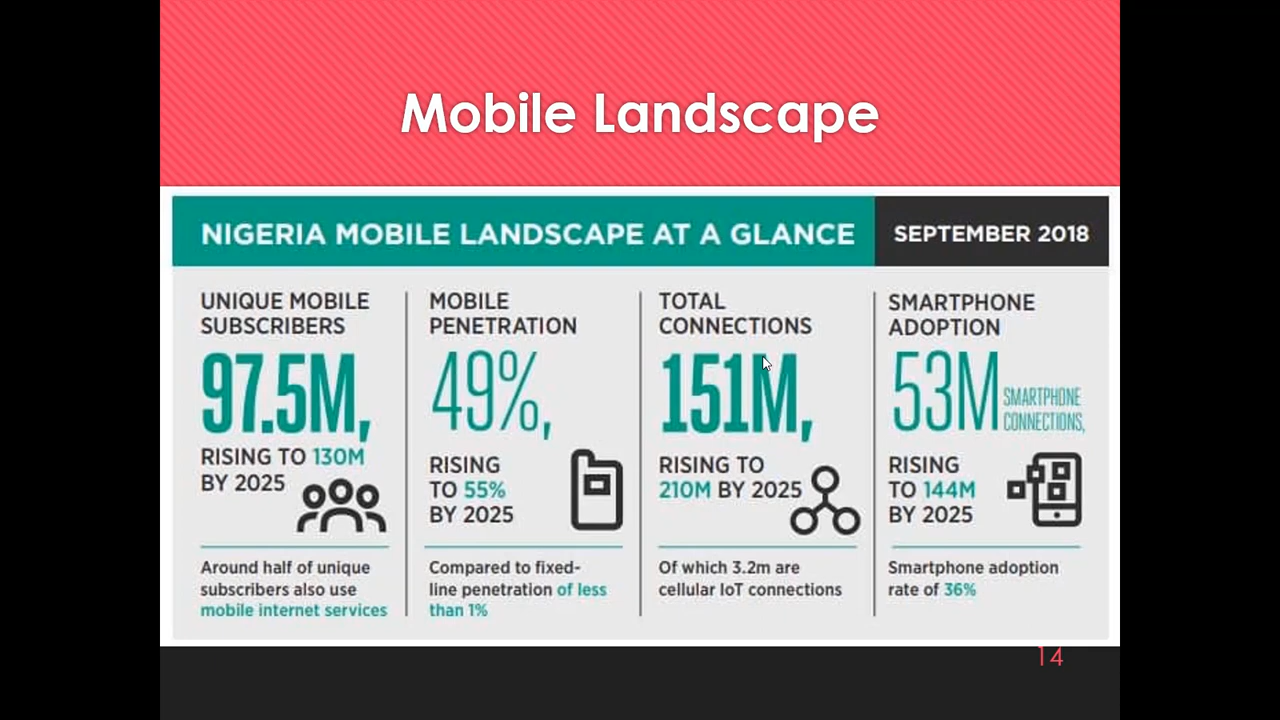 Mobile Landscape
NIGERIA MOBILE LANDSCAPE AT A GLANCE
SEPTEMBER 2018
UNIQUE MOBILE
SUBSCRIBERS
97.5M,
RISING TO 130M
BY 2025
Around half of unique
subscribers also use
mobile internet services
MOBILE
PENETRATION
49%,
RISING
TO 55%
BY 2025
Compared to fixed-
line penetration of less
than 1%
TOTAL
CONNECTIONS
151M,
RISING TO
210M BY 2025
Of which 3.2m are
cellular IoT connections
SMARTPHONE
ADOPTION
53M SMARTPHONE
CONNECTIONS,
RISING
TO 144M
BY 2025
Smartphone adoption
rate of 36%
14